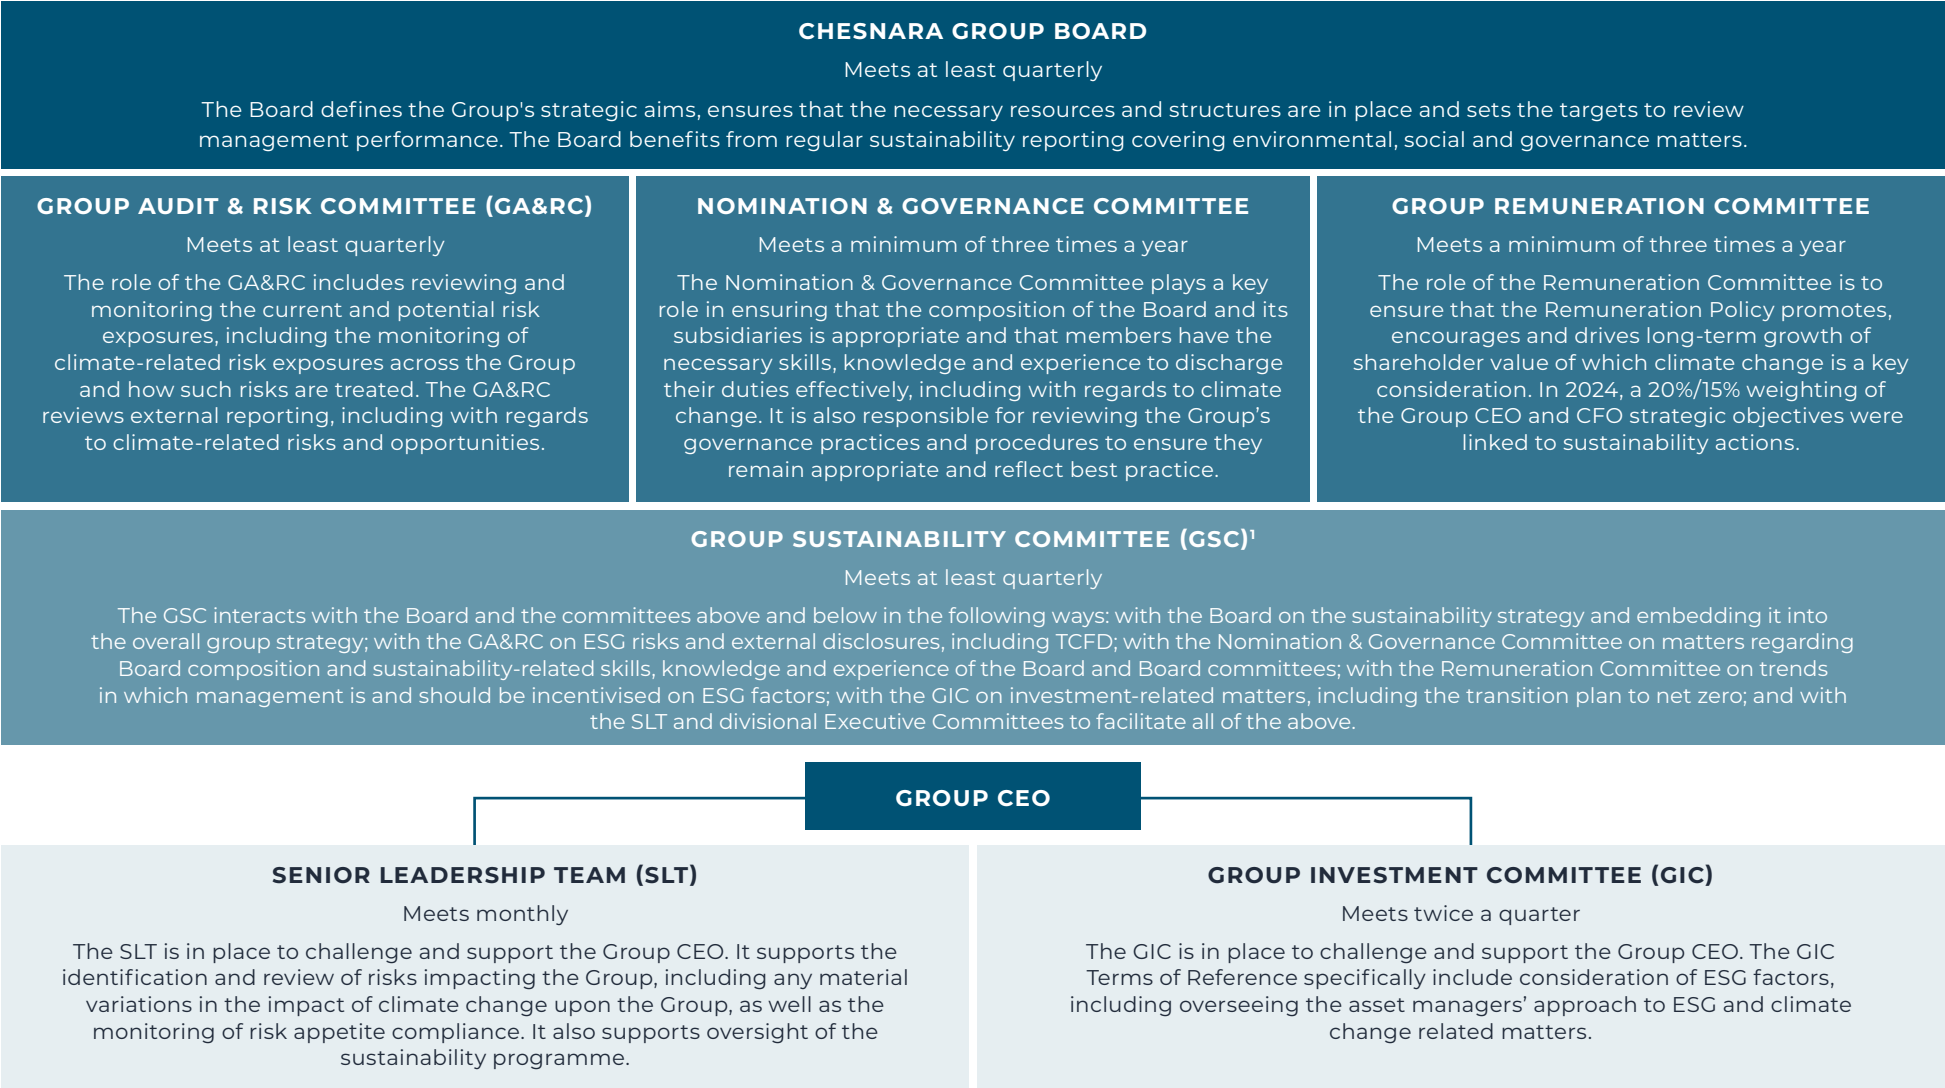 CHESNARA GROUP BOARD
Meets at least quarterly
The Board defines the Group's strategic aims, ensures that the necessary resources and structures are in place and sets the targets to review
management performance. The Board benefits from regular sustainability reporting covering environmental, social and governance matters.
GROUP AUDIT & RISK COMMITTEE (GA&RC)
Meets at least quarterly
The role of the GA&RC includes reviewing and
monitoring the current and potential risk
exposures, including the monitoring of
climate-related risk exposures across the Group
and how such risks are treated. The GA&RC
reviews external reporting, including with regards
to climate-related risks and opportunities.
NOMINATION & GOVERNANCE COMMITTEE
Meets a minimum of three times a year
The Nomination & Governance Committee plays a key
role in ensuring that the composition of the Board and its
subsidiaries is appropriate and that members have the
necessary skills, knowledge and experience to discharge
their duties effectively, including with regards to climate
change. It is also responsible for reviewing the Group’s
governance practices and procedures to ensure they
remain appropriate and reflect best practice.
GROUP REMUNERATION COMMITTEE
Meets a minimum of three times a year
The role of the Remuneration Committee is to
ensure that the Remuneration Policy promotes,
encourages and drives long-term growth of
shareholder value of which climate change is a key
consideration. In 2024, a 20%/15% weighting of
the Group CEO and CFO strategic objectives were
linked to sustainability actions.
GROUP SUSTAINABILITY COMMITTEE (GSC)¹
Meets at least quarterly
The GSC interacts with the Board and the committees above and below in the following ways: with the Board on the sustainability strategy and embedding it into
the overall group strategy; with the GA&RC on ESG risks and external disclosures, including TCFD; with the Nomination & Governance Committee on matters regarding
Board composition and sustainability-related skills, knowledge and experience of the Board and Board committees; with the Remuneration Committee on trends
in which management is and should be incentivised on ESG factors; with the GIC on investment-related matters, including the transition plan to net zero; and with
the SLT and divisional Executive Committees to facilitate all of the above.
GROUP CEO
SENIOR LEADERSHIP TEAM (SLT)
Meets monthly
The SLT is in place to challenge and support the Group CEO. It supports the
identification and review of risks impacting the Group, including any material
variations in the impact of climate change upon the Group, as well as the
monitoring of risk appetite compliance. It also supports oversight of the
sustainability programme.
GROUP INVESTMENT COMMITTEE (GIC)
Meets twice a quarter
The GIC is in place to challenge and support the Group CEO. The GIC
Terms of Reference specifically include consideration of ESG factors,
including overseeing the asset managers’ approach to ESG and climate
change related matters.